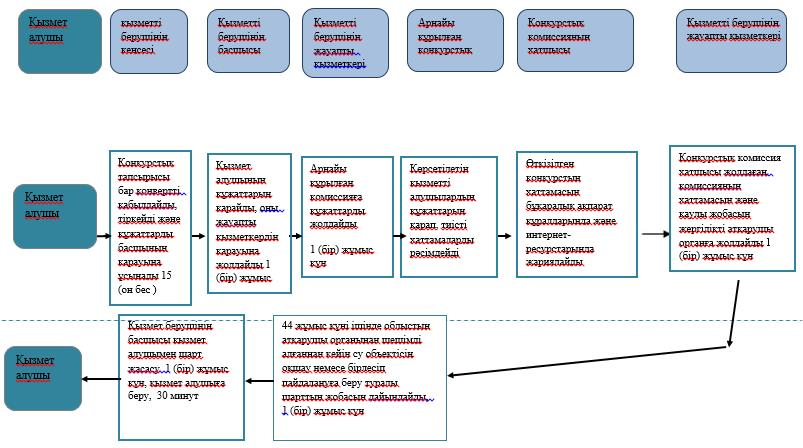 Қызмет
алушы
кызметті
берушінің
кеңсесі
Қызметті
берушінің
басшысы
Қызметті
берушінің
жауапты
қызметкері
Арнайы
құрылған
конкурстық
Конкурстық
комиссияның
хатшысы
Қызметті берушінің
жауапты қызметкері
Қызмет
алушы
Конкурстық
тапсырысы
бар конвертті
қабылдайды,
тіркейді және
құжаттарды
басшының
қарауына
ұсынады 15
(он бес )
Қызмет
алушының
құжаттарын
қарайды, оны
жауапты
қызметкердің
қарауына
жолдайды 1
(бір) жұмыс
Арнайы
құрылған
комиссияға
құжаттарды
жолдайды
1 (бір) жұмыс
күн
Көрсетілетін
қызметті
алушылардың
құжаттарын
қарап, тиісті
хаттамаларды
рәсімдейді
Өткізілген
конкурстың
хаттамасын
бұқаралық ақпарат
құралларында және
интернет-
ресурстарында
жариялайды
Конкурстық комиссия
хатшысы жолдаған
комиссияның
хаттамасын және
қаулы жобасын
жергілікті атқарушы
органға жолдайды 1
(бір) жұмыс күн
Қызмет
алушы
Қызмет берушінің
басшысы қызмет
алушымен шарт
жасасу, 1 (бір) жұмыс
күн, қызмет алушыға
беру, 30 минут
44 жұмыс күні ішінде облыстың
атқарушы органынан шешімді
алғаннан кейін су объектісін
оқшау немесе бірлесіп
пайдалануға беру туралы
шарттың жобасын дайындайды,
1 (бір) жұмыс күн